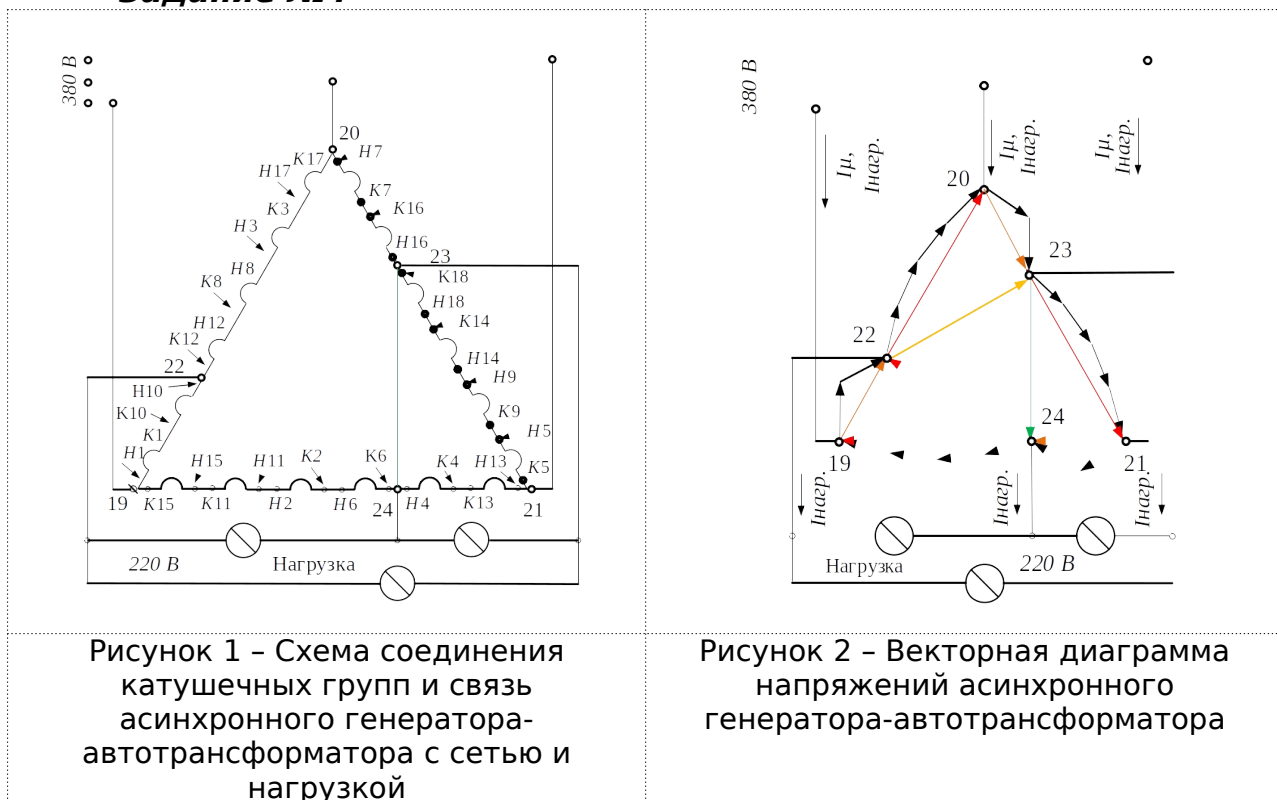 380 В
20
К17
Н7
Н17
К7
К3
К16
Н3
Н16
23
Н8
К18
К8
Н18
Н12
К14
К12
22
Н14
Н10
Н9
К10
К9
К1
Н5
Н1
Н15
Н11
К2
К6
К4
Н13
К5
19
К15
К11
Н2
Н6
24
Н4
К13
21
220 В
Нагрузка
Рисунок 1 – Схема соединения
катушечных групп и связь
асинхронного генератора-
автотрансформатора с сетью и
нагрузкой
380 В
Iμ,
Iнагр.
Iμ,
Iнагр.
Iμ,
Iнагр.
20
23
22
24
19
21
Iнагр.
Iнагр.
Iнагр.
Нагрузка
220 В
Рисунок 2 – Векторная диаграмма
напряжений асинхронного
генератора-автотрансформатора